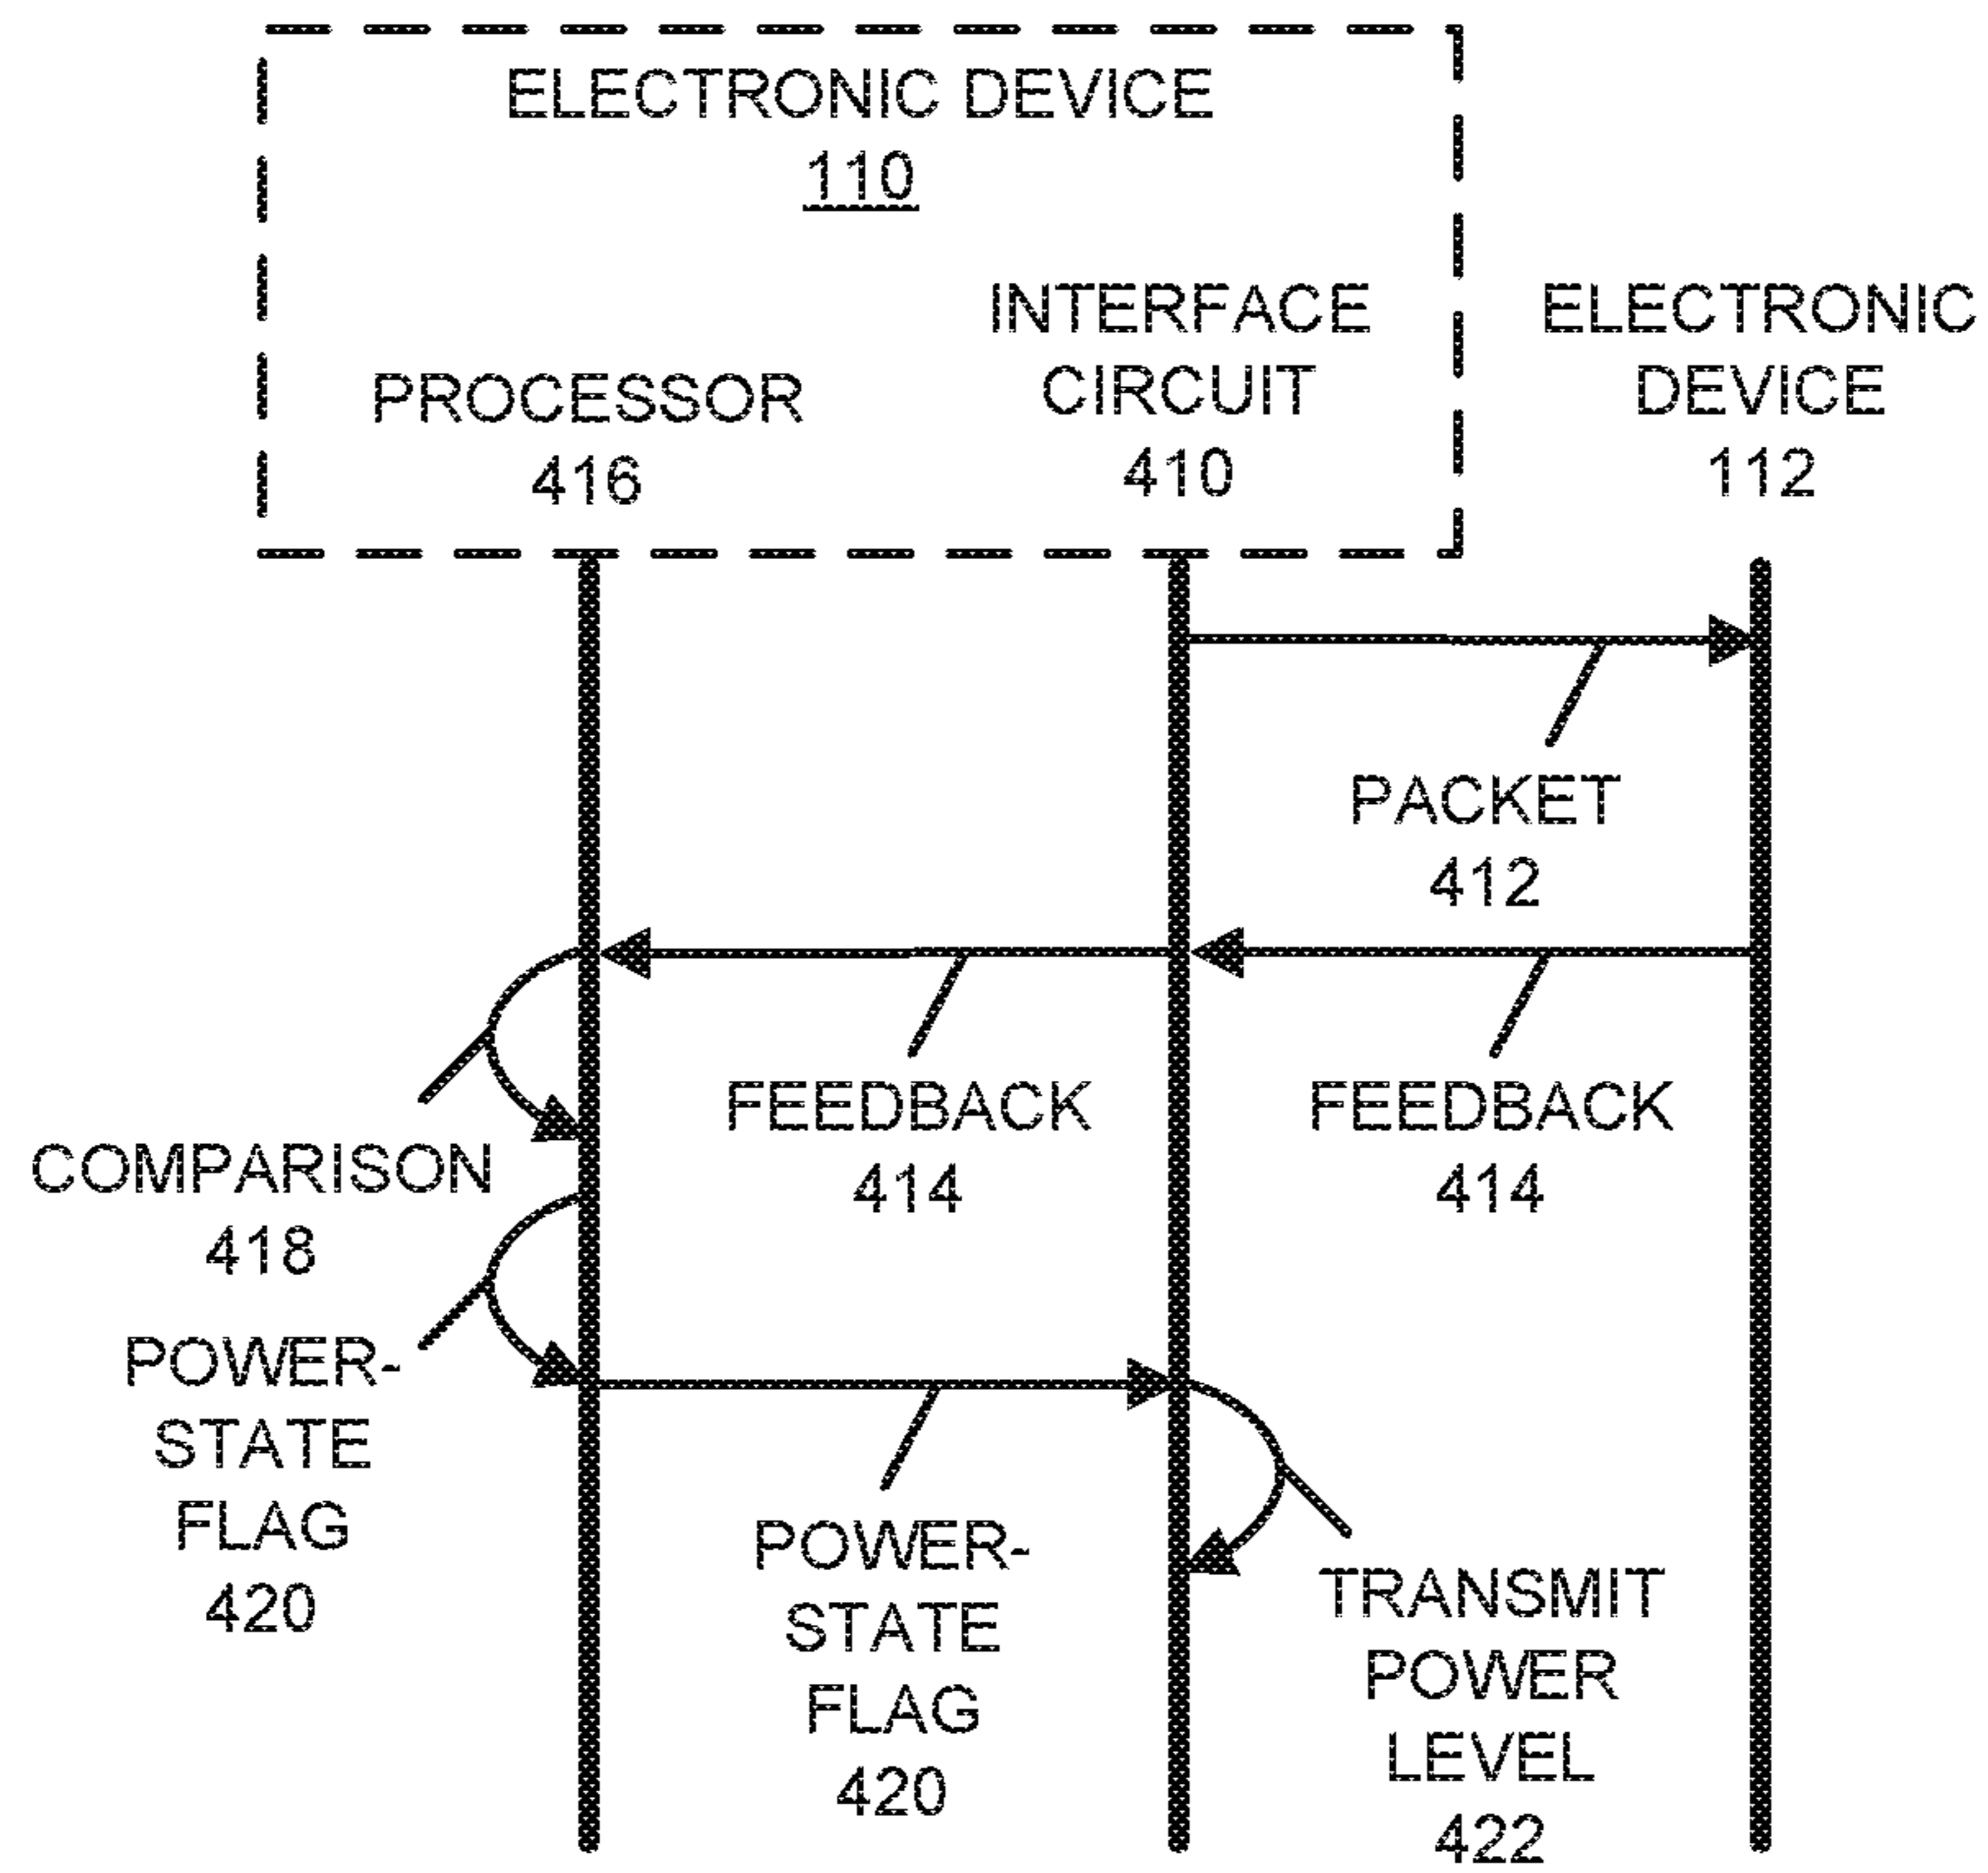 ELECTRONIC DEVICE
110
PROCESSOR
416
INTERFACE
CIRCUIT
410
ELECTRONIC
DEVICE
112
PACKET
412
FEEDBACK
414
FEEDBACK
414
COMPARISON
418
POWER-
STATE
FLAG
420
POWER-
STATE
FLAG
420
TRANSMIT
POWER
LEVEL
422